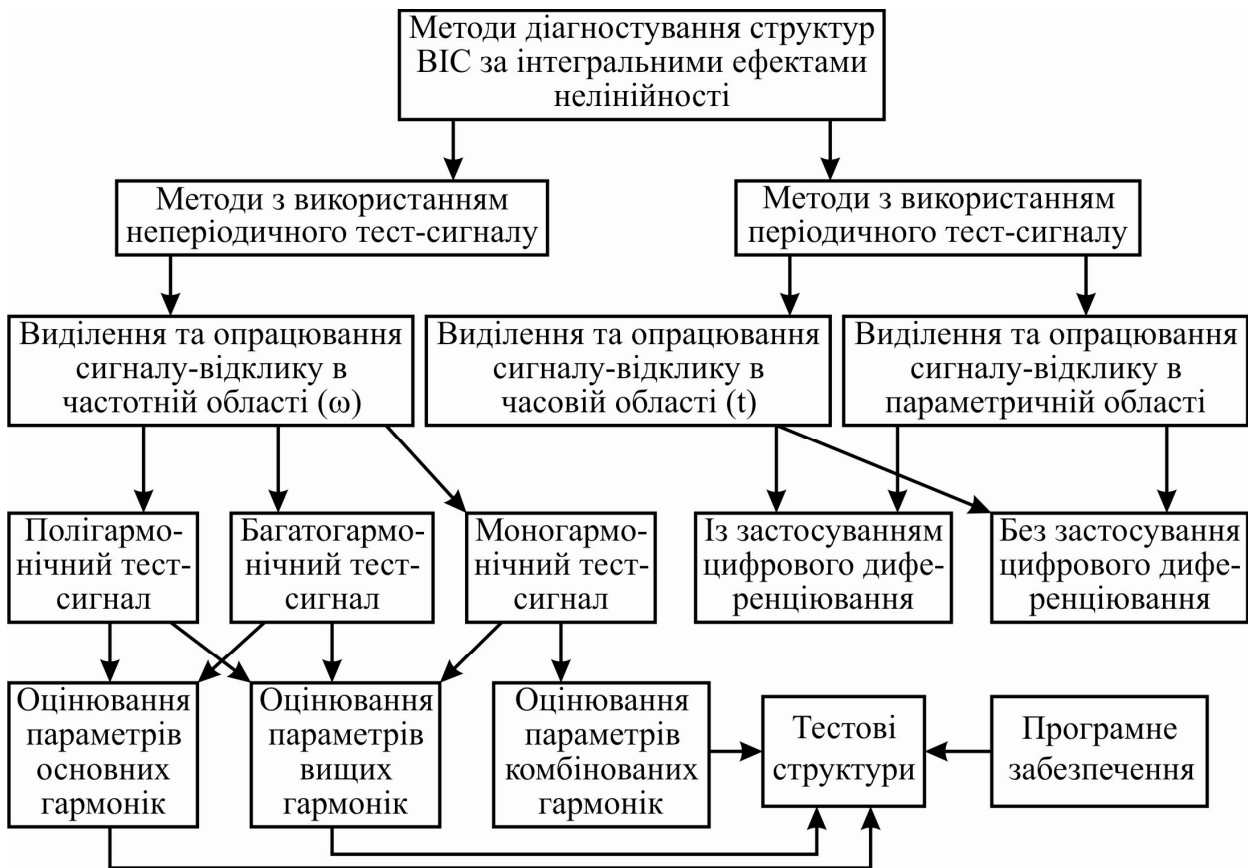 Методи діагностування структур
ВІС за інтегральними ефектами
нелінійності
Методи з використанням
неперіодичного тест-сигналу
Методи з використанням
періодичного тест-сигналу
Виділення та опрацювання
сигналу-відклику в
частотній області (ω)
Виділення та опрацювання
сигналу-відклику в
часовій області (t)
Виділення та опрацювання
сигналу-відклику в
параметричній області
Полігармо-
нічний тест-
сигнал
Багатогармо-
нічний тест-
сигнал
Моногармо-
нічний тест-
сигнал
Із застосуванням
цифрового дифе-
ренціювання
Без застосування
цифрового дифе-
ренціювання
Оцінювання
параметрів
основних
гармонік
Оцінювання
параметрів
вищих
гармонік
Оцінювання
параметрів
комбінованих
гармонік
Тестові
структури
Програмне
забезпечення